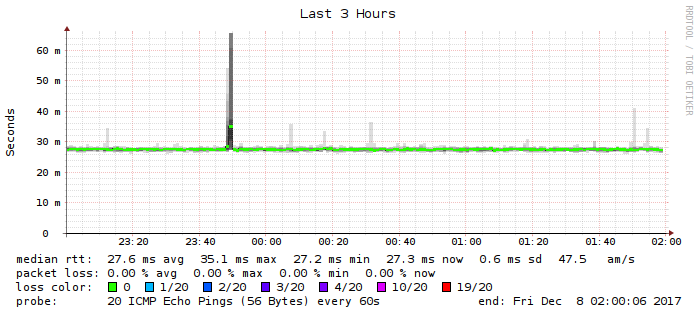 Last 3 Hours
RRDTOOL / TOBI OETIKER
Seconds
60 m
50 m
40 m
30 m
20 m
10 m
0
23:20 23:40 00:00 00:20 00:40 01:00 01:20 01:40 02:00
median rtt: 27.6 ms avg 35.1 ms max 27.2 ms min 27.3 ms now 0.6 ms sd 47.5 am/s
packet loss: 0.00 % avg 0.00 % max 0.00 % min 0.00 % now
loss color: 0 1/20 2/20 3/20 4/20 10/20 19/20
probe: 20 ICMP Echo Pings (56 Bytes) every 60s end: Fri Dec 8 02:00:06 2017